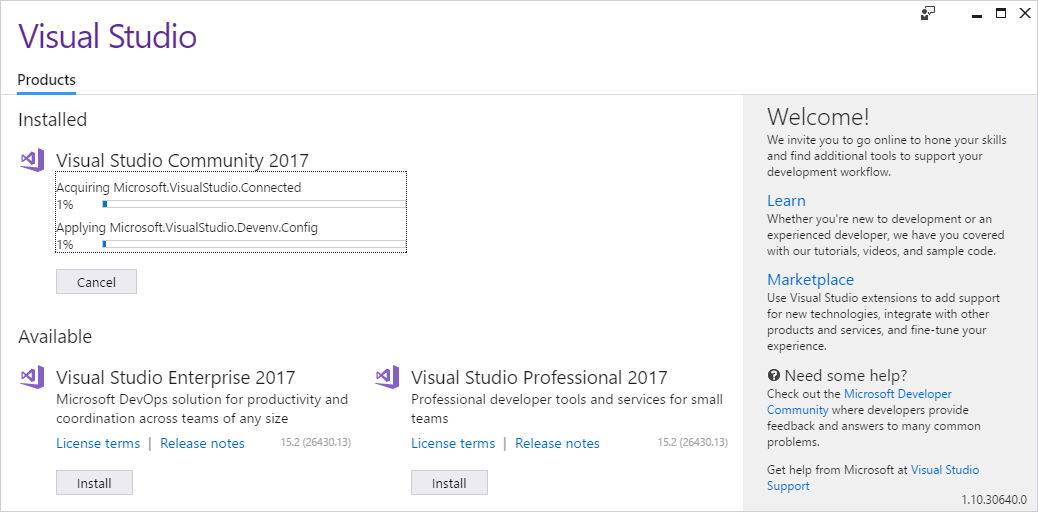 Visual Studio
Products
Installed
Visual Studio Community 2017
Acquiring Microsoft.VisualStudio.Connected
1%
Applying Microsoft.VisualStudio.Devenv.Config
1%
Cancel
Available
Visual Studio Enterprise 2017
Microsoft DevOps solution for productivity and
coordination across teams of any size
License terms | Release notes 15.2 (26430.13)
Install
Visual Studio Professional 2017
Professional developer tools and services for small
teams
License terms | Release notes 15.2 (26430.13)
Install
Welcome!
We invite you to go online to hone your skills
and find additional tools to support your
development workflow.
Learn
Whether you're new to development or an
experienced developer, we have you covered
with our tutorials, videos, and sample code.
Marketplace
Use Visual Studio extensions to add support
for new technologies, integrate with other
products and services, and fine-tune your
experience.
Need some help?
Check out the Microsoft Developer
Community where developers provide
feedback and answers to many common
problems.
Get help from Microsoft at Visual Studio
Support
1.10.30640.0